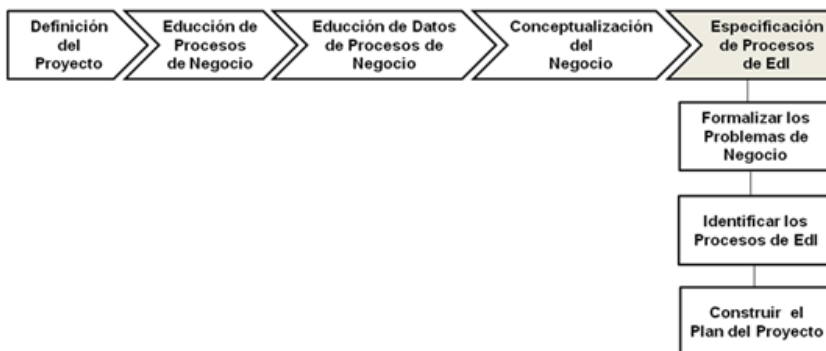 Definición
del
Proyecto
Educción de
Procesos
de Negocio
Educción de Datos
de Procesos de
Negocio
Conceptualización
del
Negocio
Especificación
de Procesos
de EdI
Formalizar los
Problemas de
Negocio
Identificar los
Procesos de EdI
Construir el
Plan del Proyecto